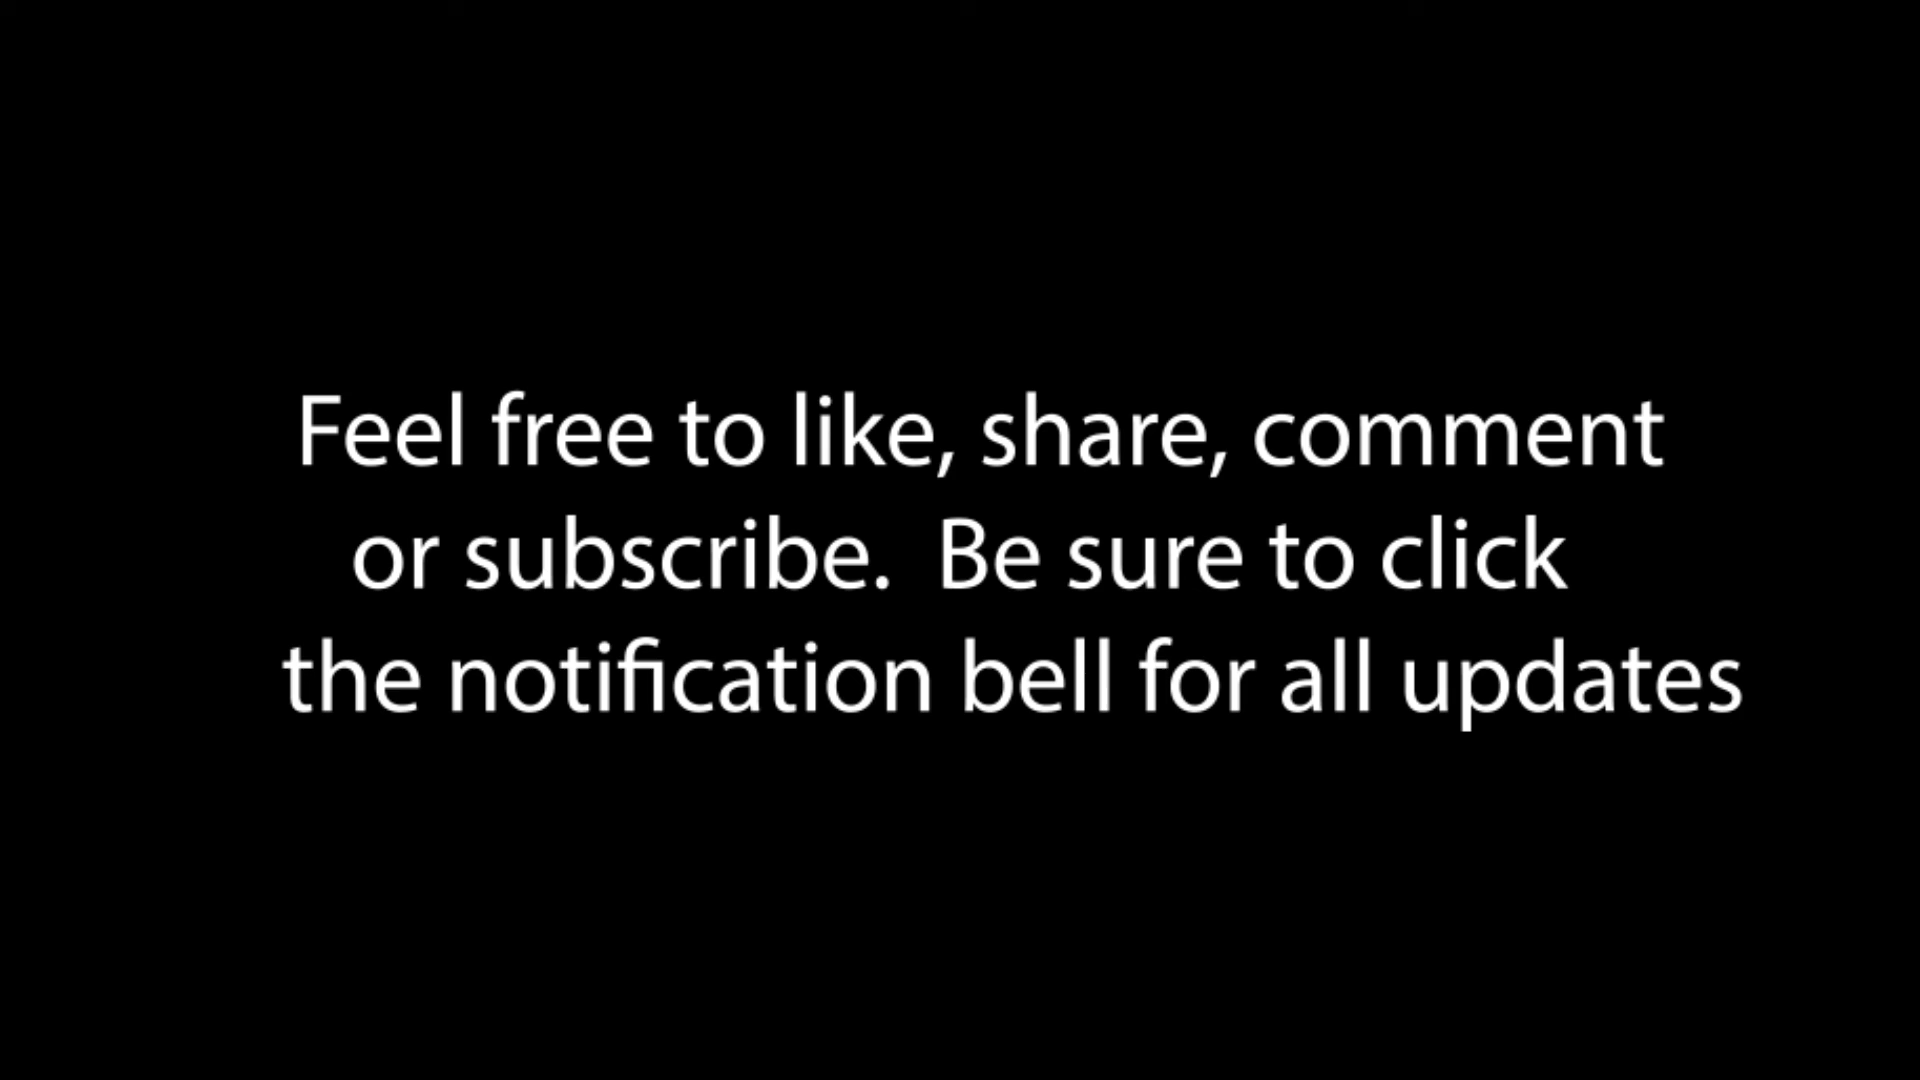 Feel free to like, share, comment
or subscribe.  Be sure to click
the notification bell for all updates